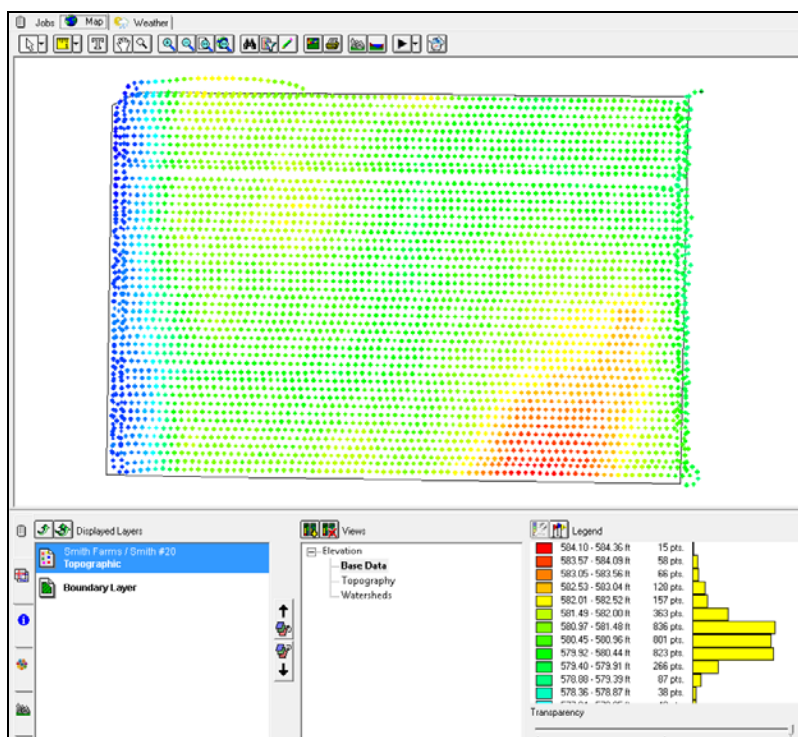 Jobs Map Weather
Displayed Layers
Smith Farms / Smith #20
Topographic
Boundary Layer
Views
Elevation
Base Data
Topography
Watersheds
Legend
584.10 - 584.36 ft 15 pts.
583.57 - 584.09 ft 58 pts.
583.05 - 583.56 ft 66 pts.
582.53 - 583.04 ft 128 pts.
582.01 - 582.52 ft 157 pts.
581.49 - 582.00 ft 363 pts.
580.97 - 581.48 ft 836 pts.
580.45 - 580.96 ft 801 pts.
579.92 - 580.44 ft 823 pts.
579.40 - 579.91 ft 266 pts.
578.88 - 579.39 ft 87 pts.
578.36 - 578.87 ft 38 pts.
Transparency